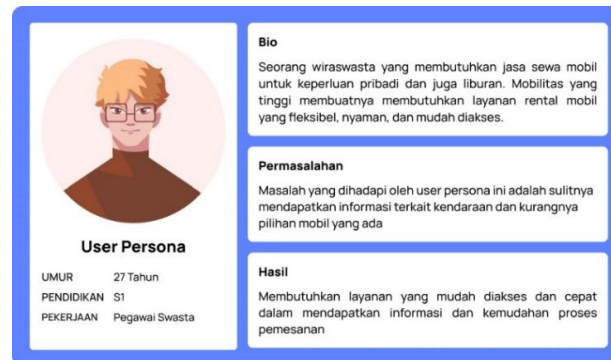 User Persona
UMUR 27 Tahun
PENDIDIKAN S1
PEKERJAAN Pegawai Swasta
Bio
Seorang wiraswasta yang membutuhkan jasa sewa mobil
untuk keperluan pribadi dan juga liburan. Mobilitas yang
tinggi membuatnya membutuhkan layanan rental mobil
yang fleksibel, nyaman, dan mudah diakses.
Permasalahan
Masalah yang dihadapi oleh user persona ini adalah sulitnya
mendapatkan informasi terkait kendaraan dan kurangnya
pilihan mobil yang ada
Hasil
Membutuhkan layanan yang mudah diakses dan cepat
dalam mendapatkan informasi dan kemudahan proses
pemesanan